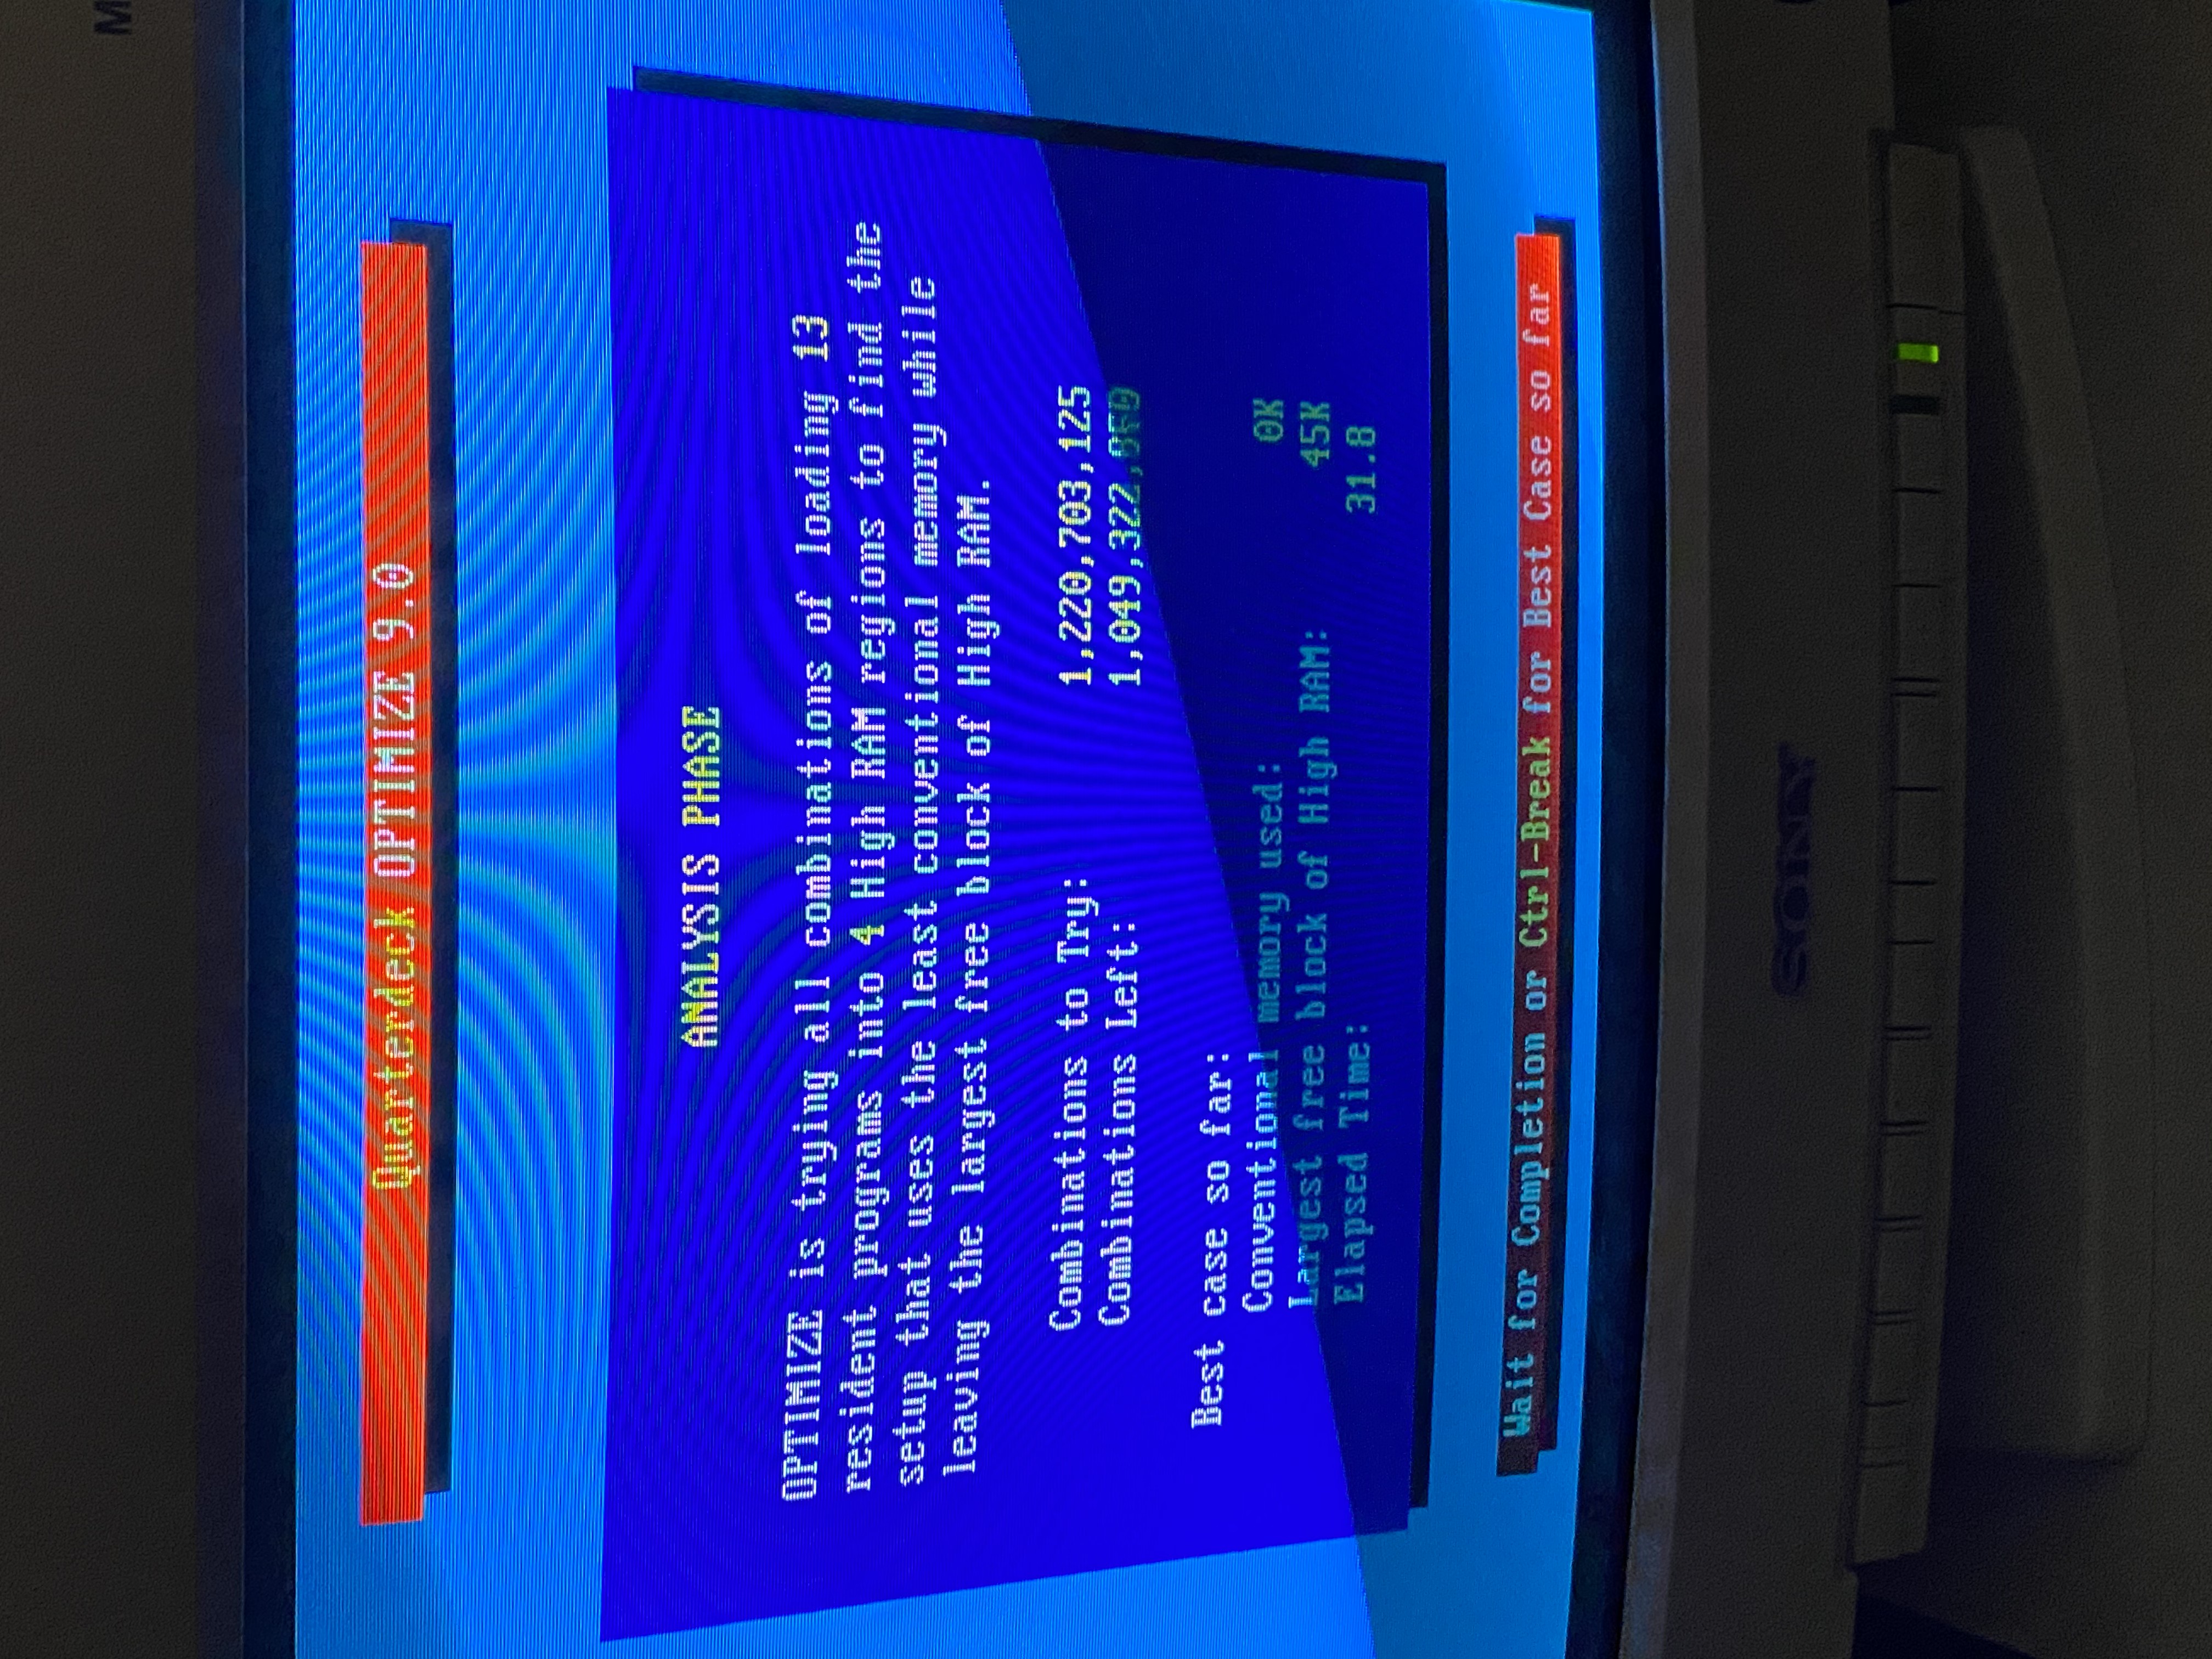 M
Quarterdeck OPTIMIZE 9.0
ANALYSIS PHASE
OPTIMIZE is trying all combinations of loading 13
resident programs into 4 High RAM regions to find the
setup that uses the least conventional memory while
leaving the largest free block of High RAM.
Combinations to Try: 1,220,703,125
Combinations Left:
Best case so far:
Conventional memory used: 0K
Largest free block of High RAM: 45K
Elapsed Time: 31.8
Wait for Completion or Ctrl-Break for Best Case so far
SONY